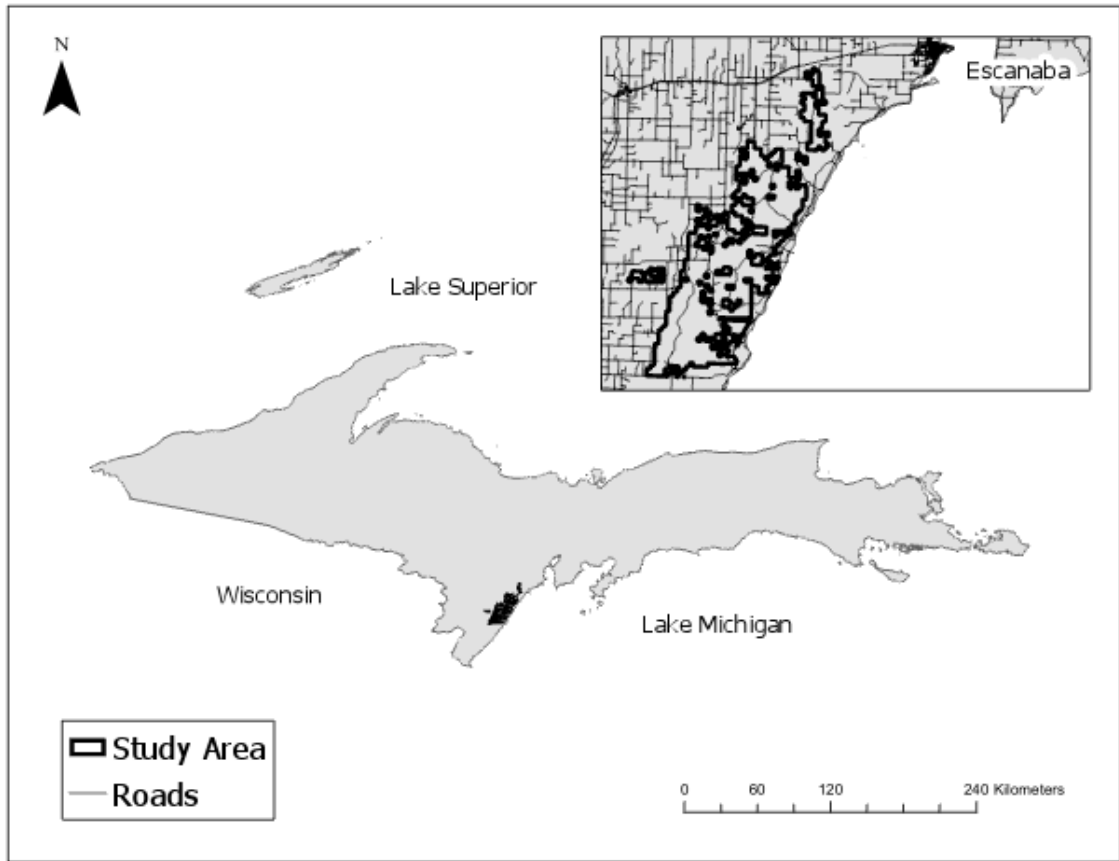 N
Escanaba
Lake Superior
Wisconsin
Lake Michigan
Study Area
Roads
0 60 120 240 Kilometers